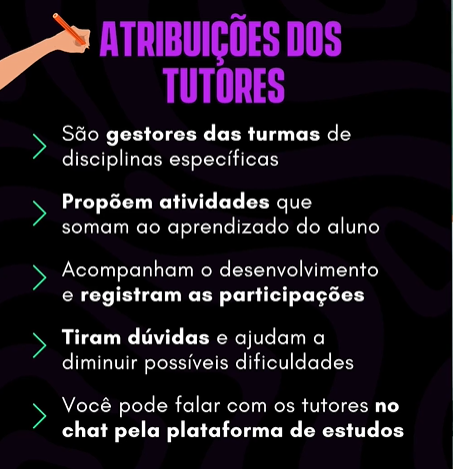 ATRIBUIÇÕES DOS
TUTORES
São gestores das turmas de
disciplinas específicas
Propõem atividades que
somam ao aprendizado do aluno
Acompanham o desenvolvimento
e registram as participações
Tiram dúvidas e ajudam a
diminuir possíveis dificuldades
Você pode falar com os tutores no
chat pela plataforma de estudos